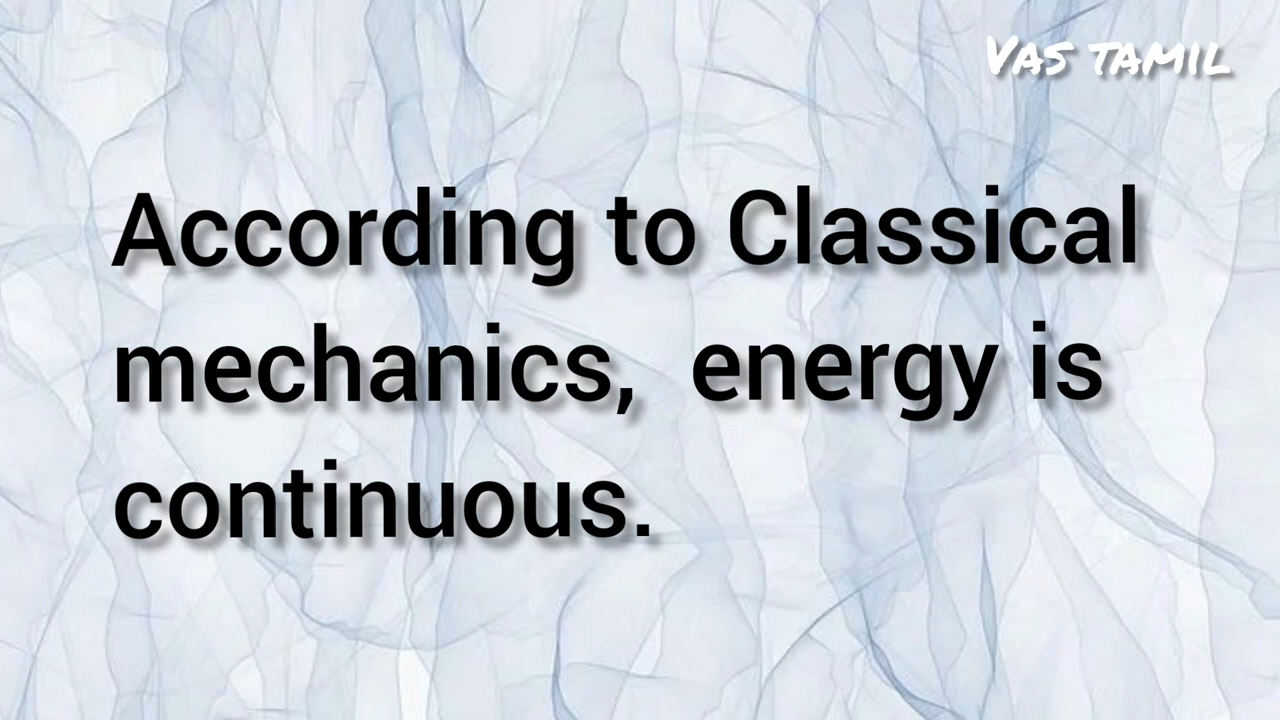 VAS TAMIL
According to Classical
mechanics,  energy is
continuous.